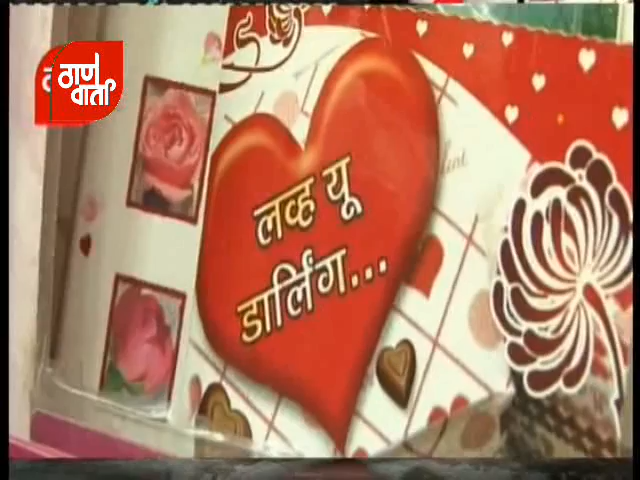 ठाणे
वार्ता
लव्ह यू
डार्लिंग...